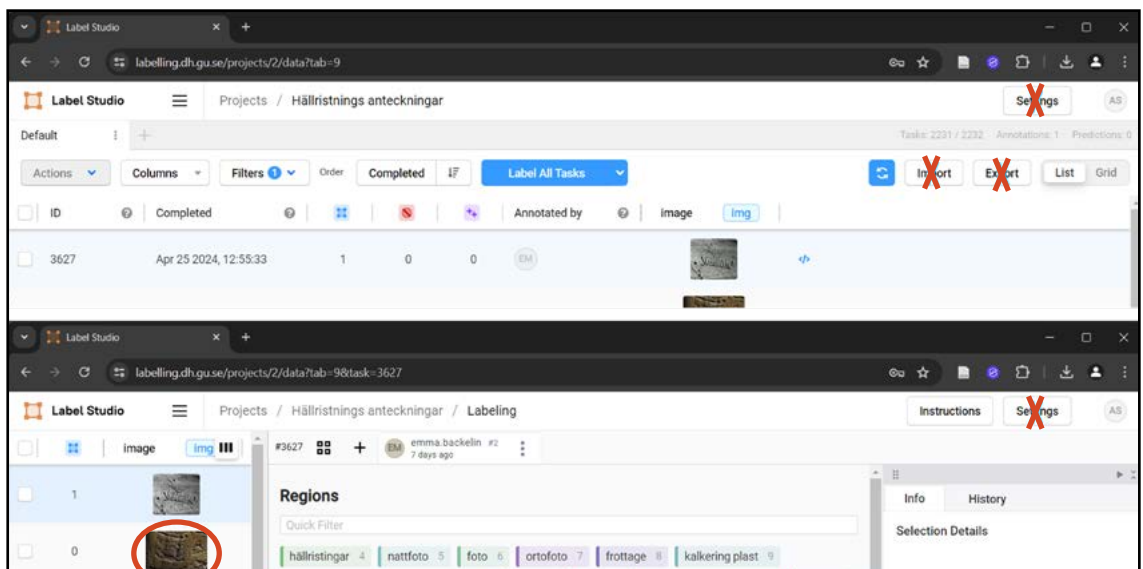 Label Studio
labelling.dh.gu.se/projects/2/data?tab=9
Label Studio Projects / Hällristnings anteckningar Settings AS
Default Tasks: 2231 / 2232 Annotations: 1 Predictions: 0
Actions Columns Filters 1 Order Completed Label All Tasks Import Export List Grid
ID Completed Annotated by image img
3627 Apr 25 2024, 12:55:33 1 0 0 EM
Label Studio
labelling.dh.gu.se/projects/2/data?tab=9&task=3627
Label Studio Projects / Hällristnings anteckningar / Labeling Instructions Settings AS
image img #3627 EM emma.backelin #2
7 days ago
1 Regions Info History
Quick Filter Selection Details
0 hällristingar 4 nattfoto 5 foto 6 ortofoto 7 frottage 8 kalkering plast 9